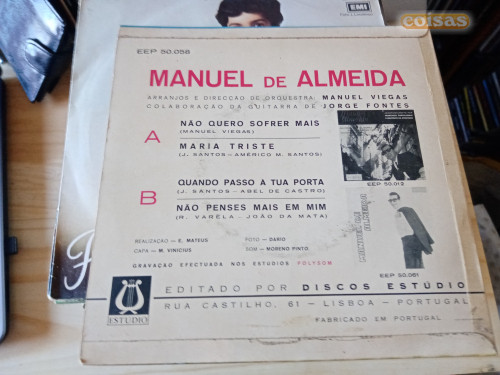 coisas
EMI
EEP 50.058
MANUEL DE ALMEIDA
ARRANJOS E DIRECÇÃO DE ORQUESTRA: MANUEL VIEGAS
COLABORAÇÃO DA GUITARRA DE JORGE FONTES
A
NÃO QUERO SOFRER MAIS
(MANUEL VIEGAS)
MARIA TRISTE
(J. SANTOS - AMÉRICO M. SANTOS)
EEP 50.012
B
QUANDO PASSO À TUA PORTA
(J. SANTOS - ABEL DE CASTRO)
NÃO PENSES MAIS EM MIM
(R. VARELA - JOÃO DA MATA)
EEP 50.051
REALIZAÇÃO - E. MATEUS
FOTO - DARIO
CAPA - M. VINICIUS
SOM - MORENO PINTO
GRAVAÇÃO EFECTUADA NOS ESTUDIOS POLYSOM
ESTÚDIO
EDITADO POR DISCOS ESTÚDIO
RUA CASTILHO, 61 - LISBOA - PORTUGAL
FABRICADO EM PORTUGAL